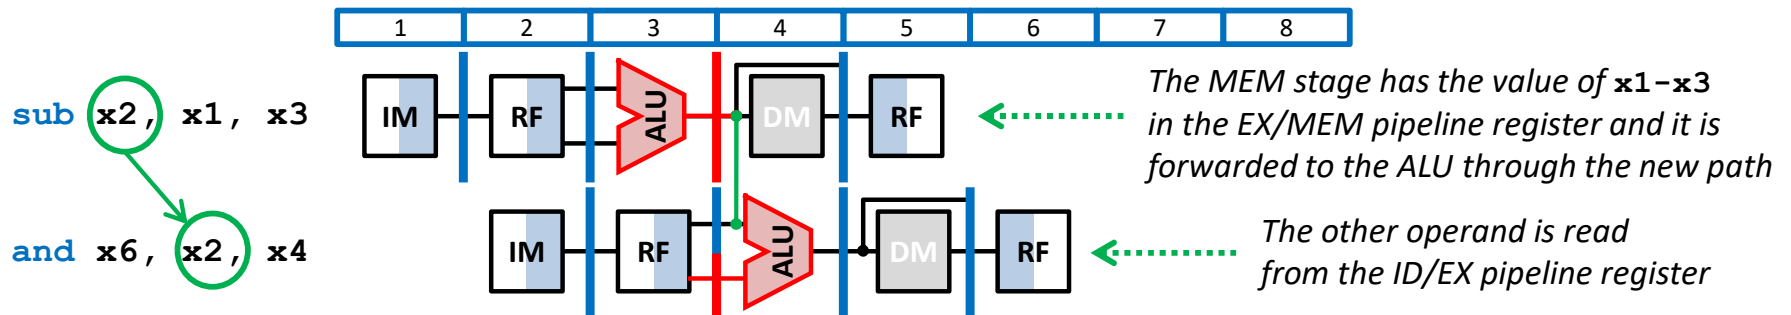 1 2 3 4 5 6 7 8
sub x2, x1, x3
IM RF ALU DM RF
The MEM stage has the value of x1-x3
in the EX/MEM pipeline register and it is
forwarded to the ALU through the new path
and x6, x2, x4
IM RF ALU DM RF
The other operand is read
from the ID/EX pipeline register